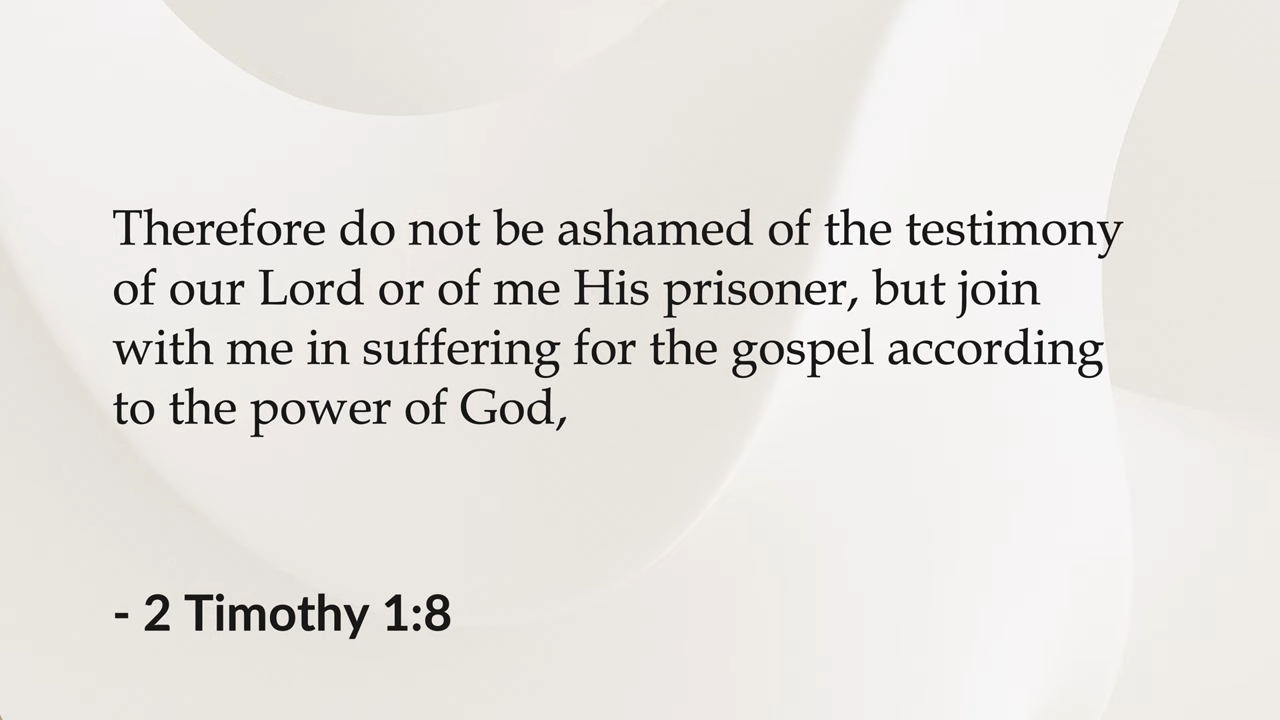 Therefore do not be ashamed of the testimony
of our Lord or of me His prisoner, but join
with me in suffering for the gospel according
to the power of God,
- 2 Timothy 1:8